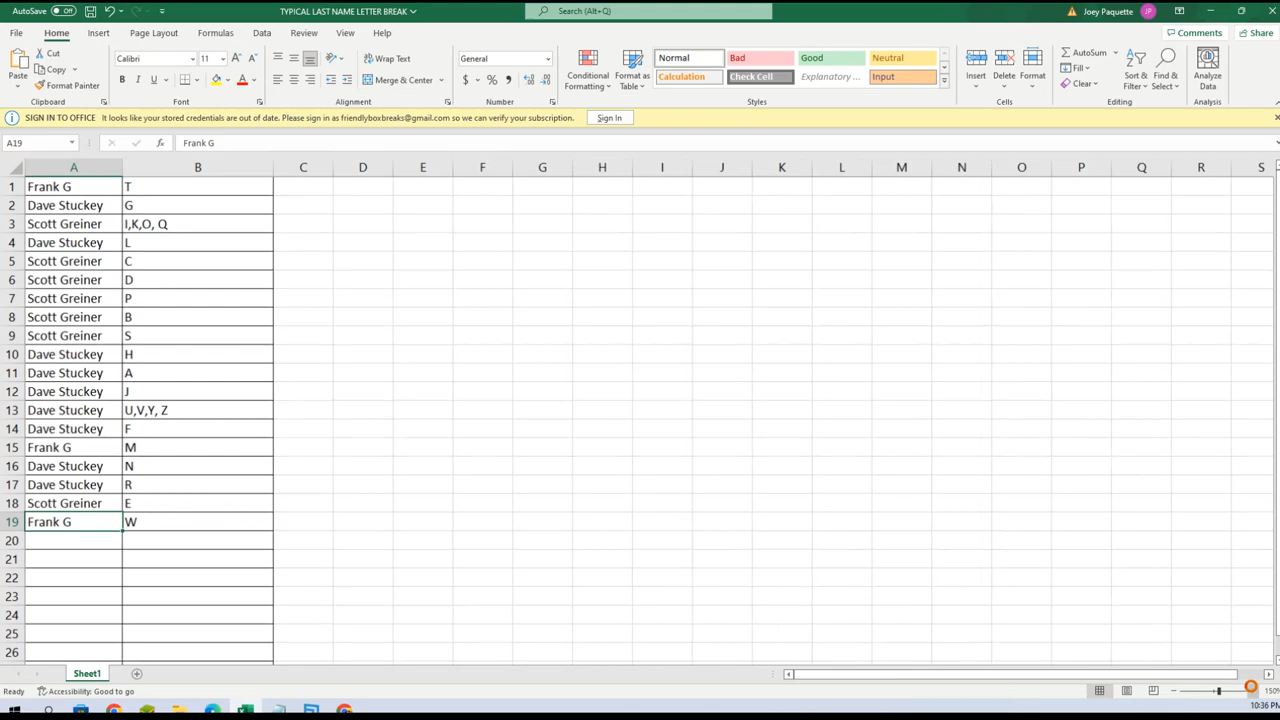 AutoSave Off TYPICAL LAST NAME LETTER BREAK Search (Alt+Q) Joey Paquette JP
File Home Insert Page Layout Formulas Data Review View Help Comments Share
Paste Cut Copy Format Painter Clipboard
Calibri 11 A A B I U A Font
Wrap Text Merge & Center Alignment
General $ % 9 Number
Conditional Formatting Format as Table
Normal Bad Good Neutral
Calculation Check Cell Explanatory ... Input
Styles
Insert Delete Format Cells
AutoSum Fill Clear Sort & Filter Find & Select Editing
Analyze Data Analysis
SIGN IN TO OFFICE It looks like your stored credentials are out of date. Please sign in as friendlyboxbreaks@gmail.com so we can verify your subscription. Sign In
A19 fx Frank G
A B C D E F G H I J K L M N O P Q R S
1 Frank G T
2 Dave Stuckey G
3 Scott Greiner I,K,O, Q
4 Dave Stuckey L
5 Scott Greiner C
6 Scott Greiner D
7 Scott Greiner P
8 Scott Greiner B
9 Scott Greiner S
10 Dave Stuckey H
11 Dave Stuckey A
12 Dave Stuckey J
13 Dave Stuckey U,V,Y, Z
14 Dave Stuckey F
15 Frank G M
16 Dave Stuckey N
17 Dave Stuckey R
18 Scott Greiner E
19 Frank G W
20
21
22
23
24
25
26
Sheet1
Ready Accessibility: Good to go 150%
10:36 PM